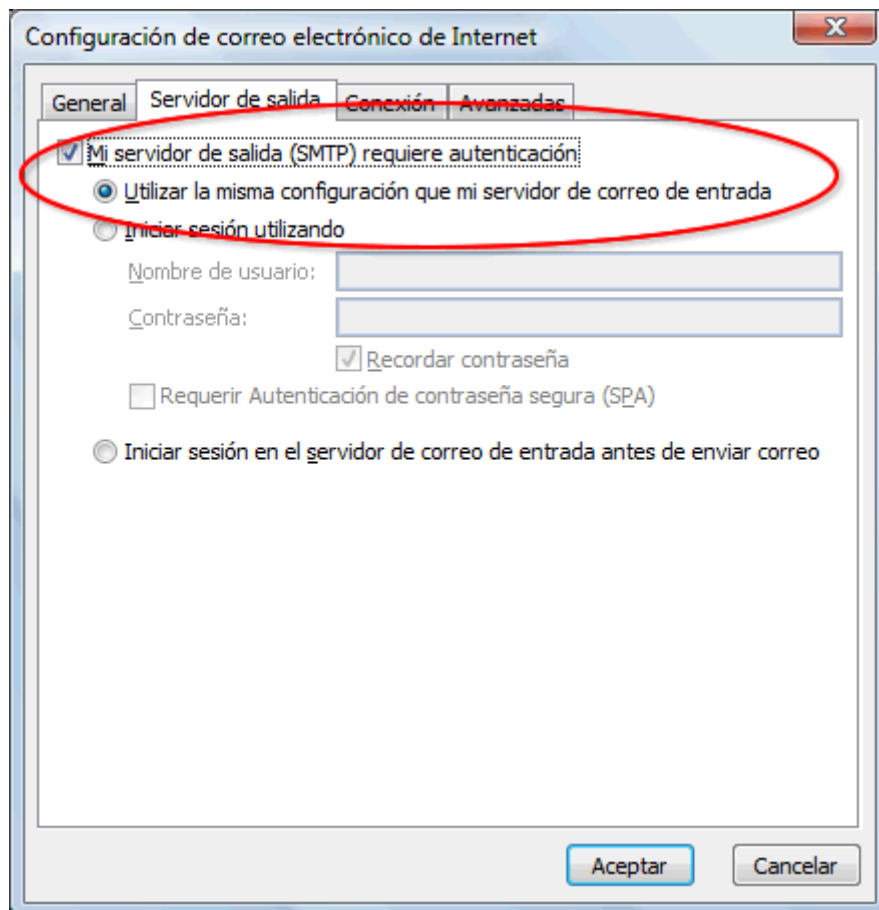 Configuración de correo electrónico de Internet
General Servidor de salida Conexión Avanzadas
Mi servidor de salida (SMTP) requiere autenticación
Utilizar la misma configuración que mi servidor de correo de entrada
Iniciar sesión utilizando
Nombre de usuario:
Contraseña:
Recordar contraseña
Requerir Autenticación de contraseña segura (SPA)
Iniciar sesión en el servidor de correo de entrada antes de enviar correo
Aceptar Cancelar